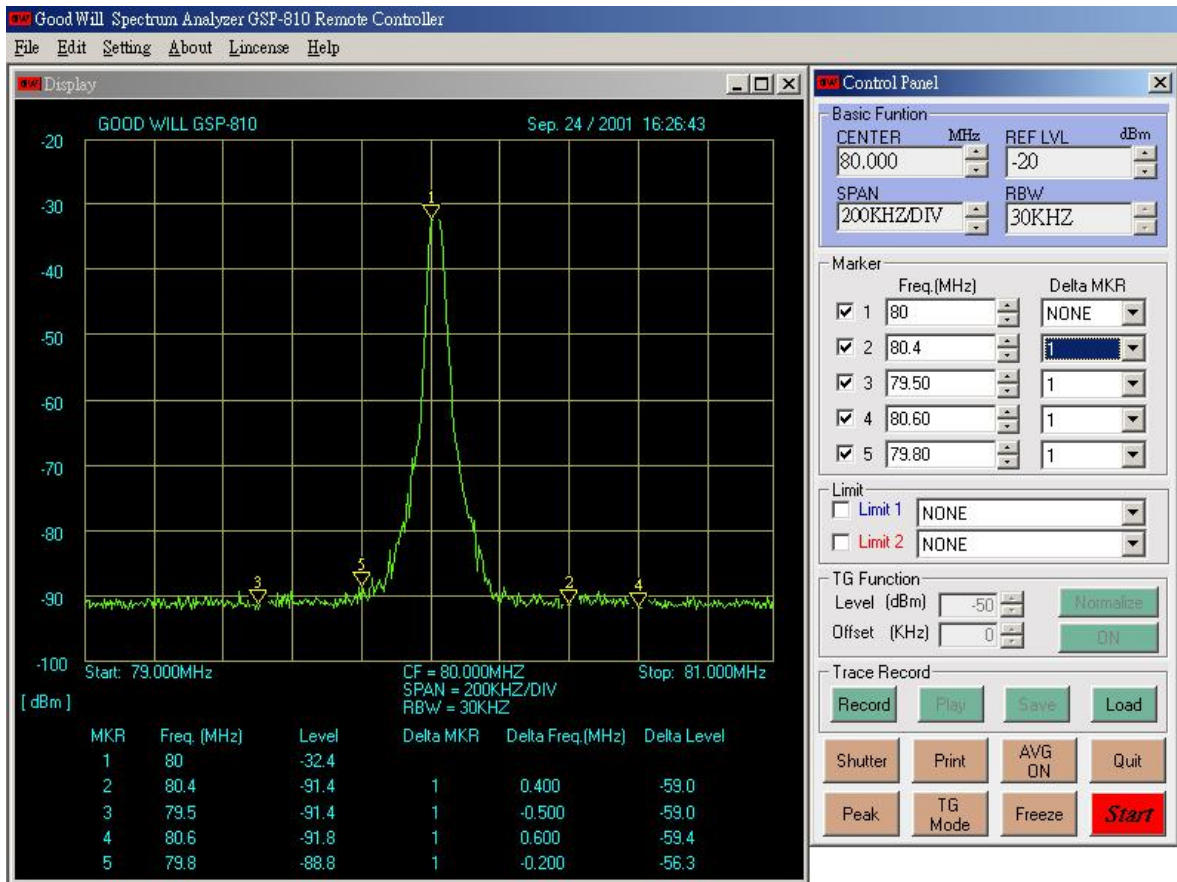 Good Will Spectrum Analyzer GSP-810 Remote Controller
File Edit Setting About Lincense Help
Display
GOOD WILL GSP-810 Sep. 24 / 2001 16:26:43
-20
-30
-40
-50
-60
-70
-80
-90
-100
[ dBm ]
1
5
3
2
4
Start: 79.000MHz CF = 80.000MHZ Stop: 81.000MHz
SPAN = 200KHZ/DIV
RBW = 30KHZ
MKR Freq. (MHz) Level Delta MKR Delta Freq.(MHz) Delta Level
1 80 -32.4
2 80.4 -91.4 1 0.400 -59.0
3 79.5 -91.4 1 -0.500 -59.0
4 80.6 -91.8 1 0.600 -59.4
5 79.8 -88.8 1 -0.200 -56.3
Control Panel
Basic Funtion
CENTER MHz REF LVL dBm
80.000 -20
SPAN RBW
200KHZ/DIV 30KHZ
Marker
Freq.(MHz) Delta MKR
1 80 NONE
2 80.4 1
3 79.50 1
4 80.60 1
5 79.80 1
Limit
Limit 1 NONE
Limit 2 NONE
TG Function
Level (dBm) -50 Normalize
Offset (KHz) 0 ON
Trace Record
Record Play Save Load
Shutter Print AVG ON Quit
Peak TG Mode Freeze Start